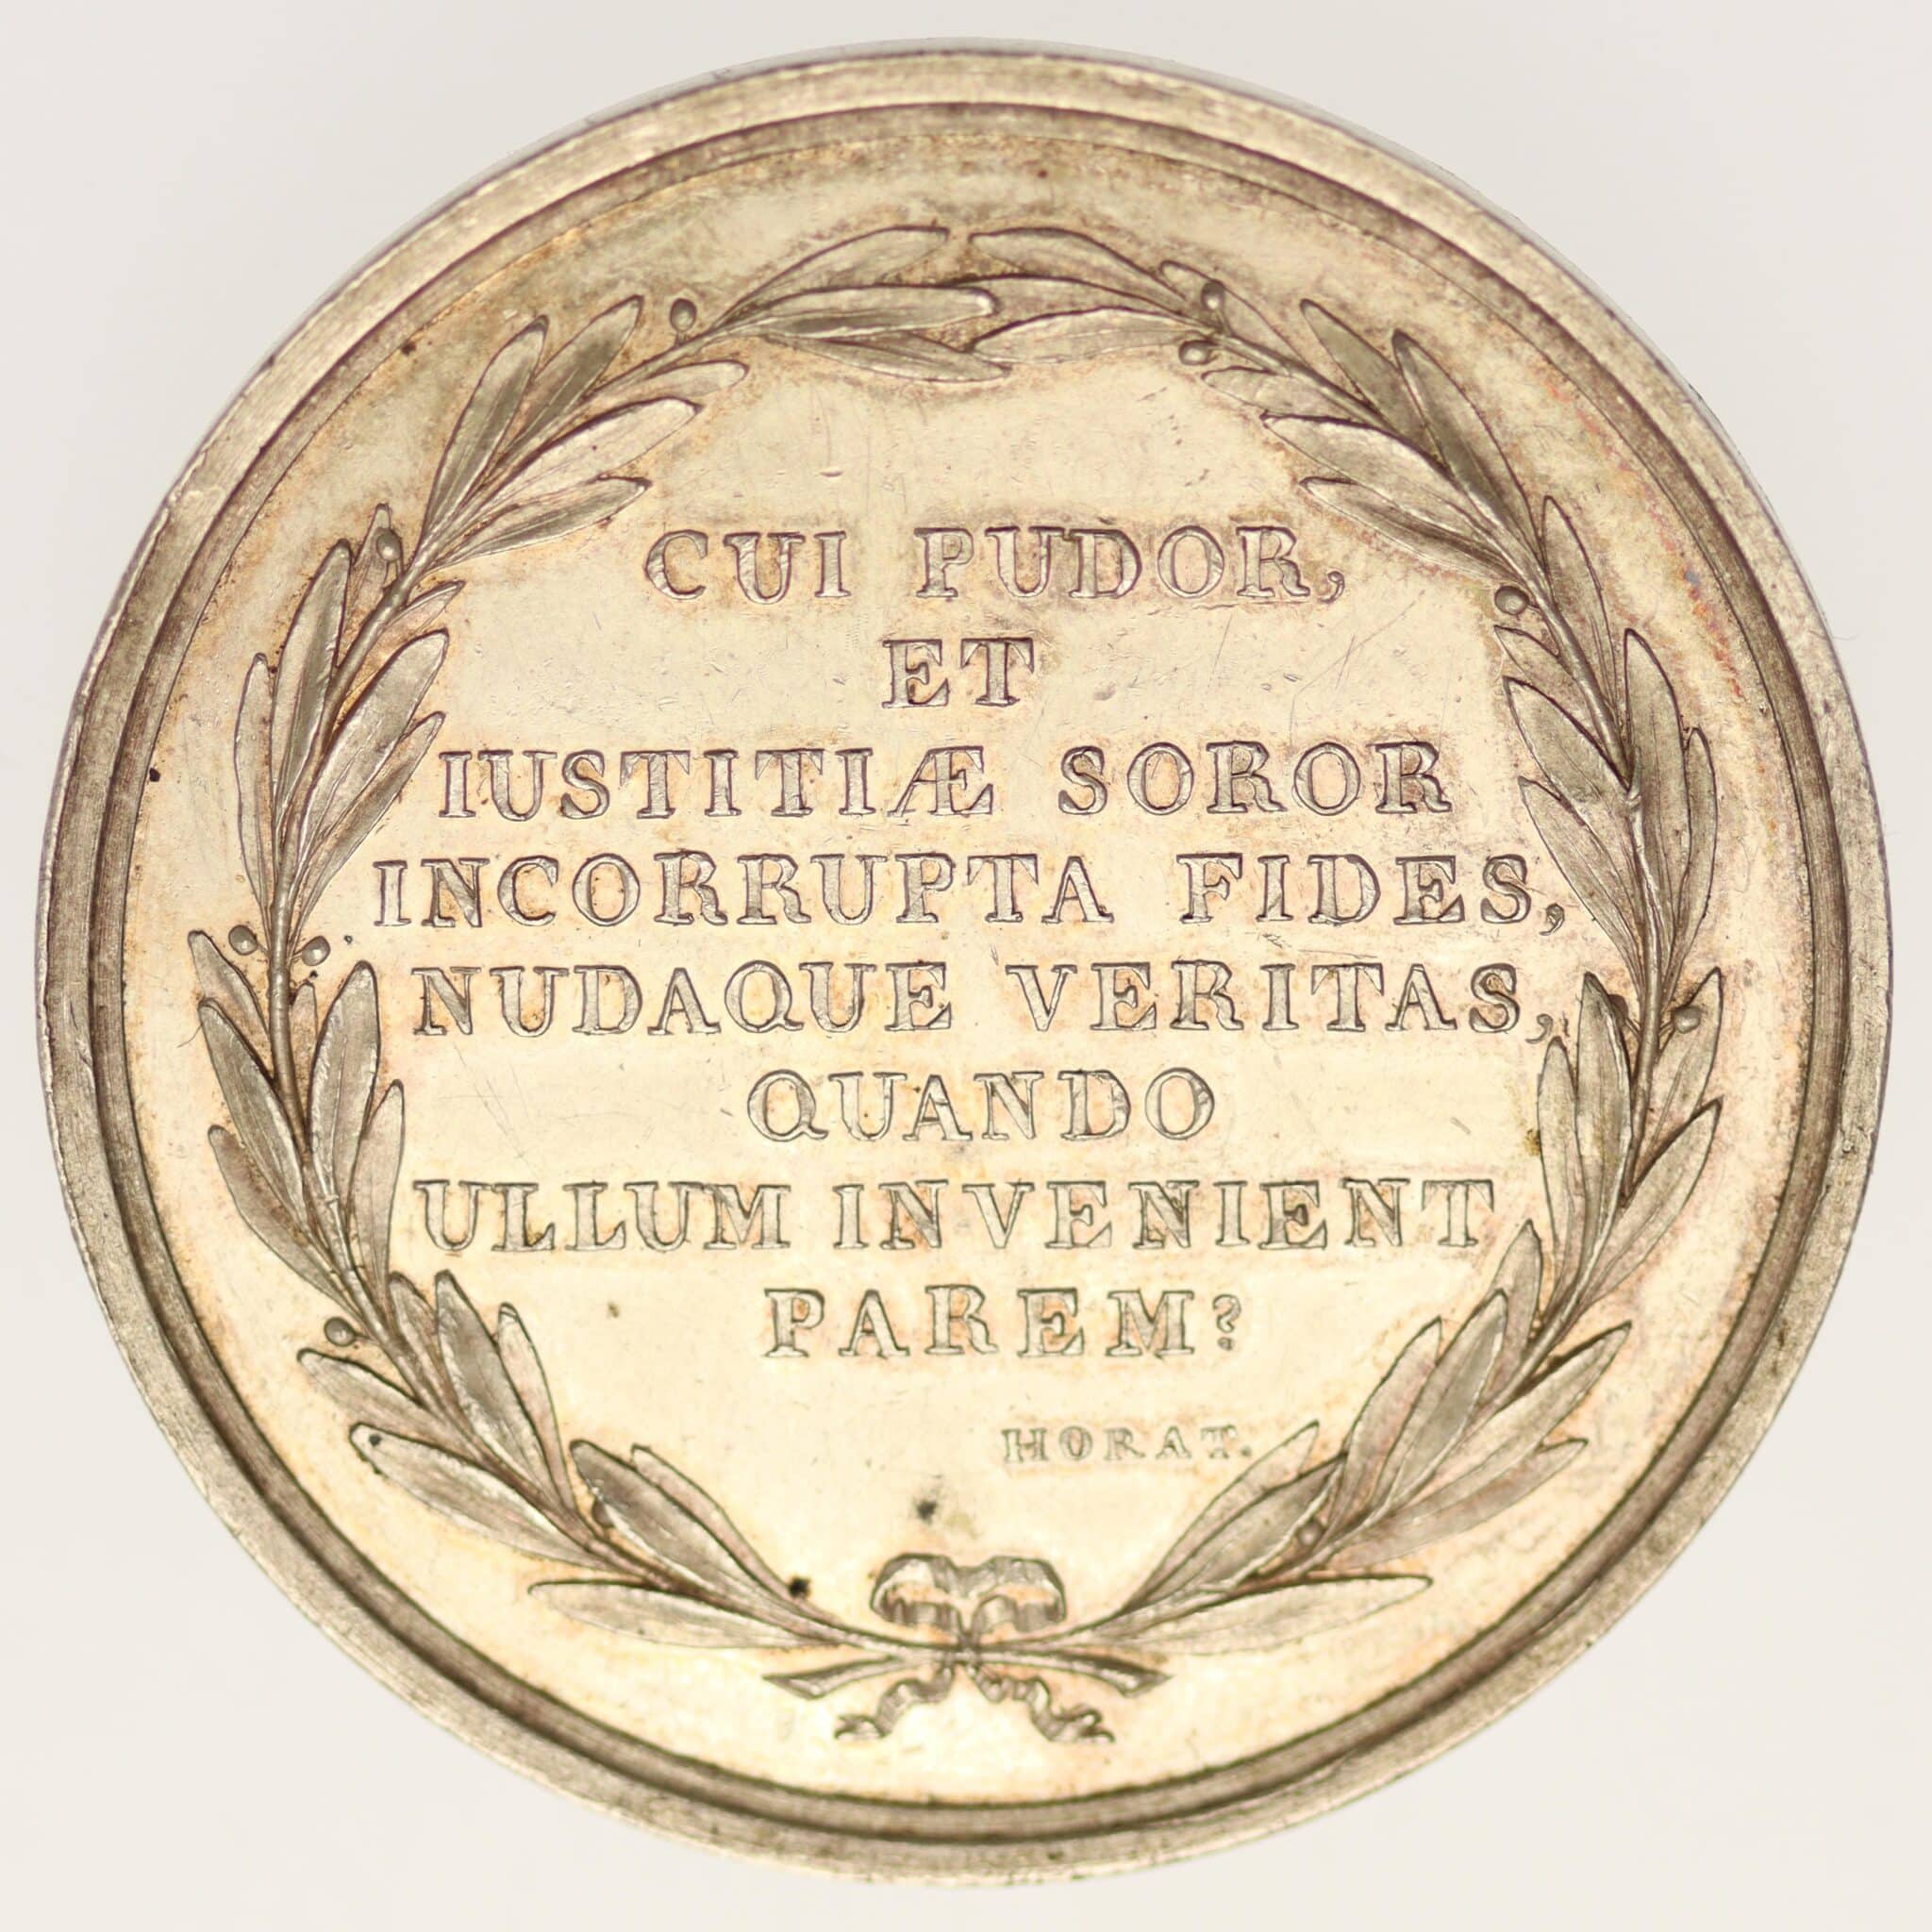 CUI PUDOR,
ET
IUSTITIÆ SOROR
INCORRUPTA FIDES,
NUDAQUE VERITAS,
QUANDO
ULLUM INVENIENT
PAREM?
HORAT.